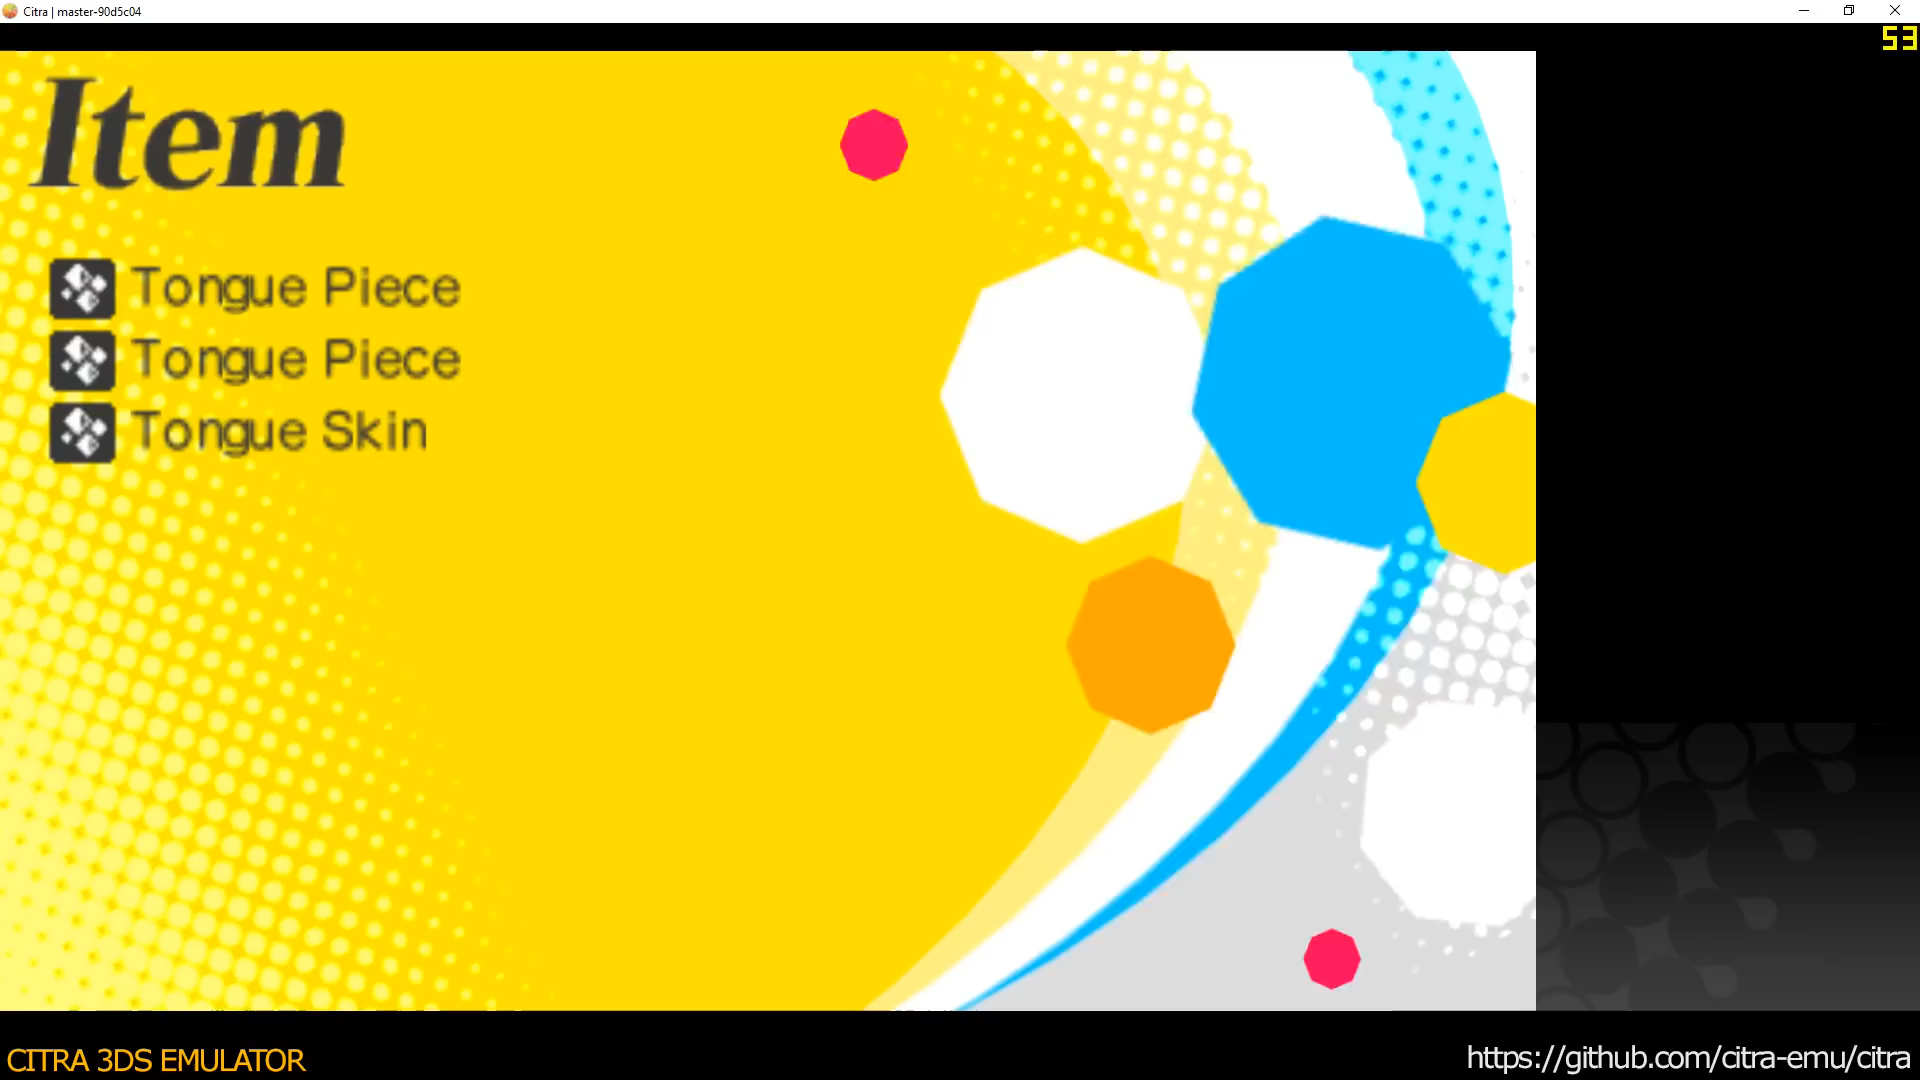 Citra | master-90d5c04
53
Item
Tongue Piece
Tongue Piece
Tongue Skin
CITRA 3DS EMULATOR
https://github.com/citra-emu/citra